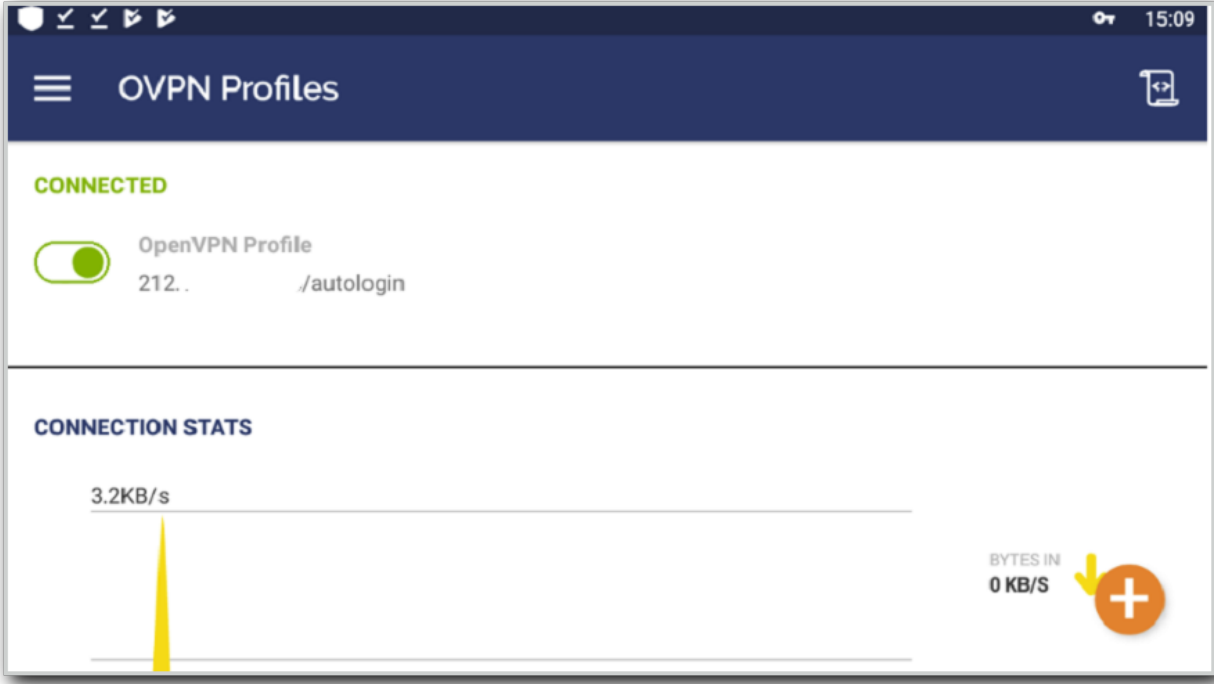 15:09
OVPN Profiles
CONNECTED
OpenVPN Profile
212. . /autologin
CONNECTION STATS
3.2KB/s
BYTES IN
0 KB/S